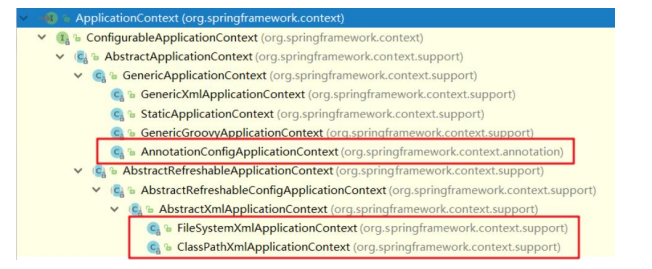 ApplicationContext (org.springframework.context)
ConfigurableApplicationContext (org.springframework.context)
AbstractApplicationContext (org.springframework.context.support)
GenericApplicationContext (org.springframework.context.support)
GenericXmlApplicationContext (org.springframework.context.support)
StaticApplicationContext (org.springframework.context.support)
GenericGroovyApplicationContext (org.springframework.context.support)
AnnotationConfigApplicationContext (org.springframework.context.annotation)
AbstractRefreshableApplicationContext (org.springframework.context.support)
AbstractRefreshableConfigApplicationContext (org.springframework.context.support)
AbstractXmlApplicationContext (org.springframework.context.support)
FileSystemXmlApplicationContext (org.springframework.context.support)
ClassPathXmlApplicationContext (org.springframework.context.support)